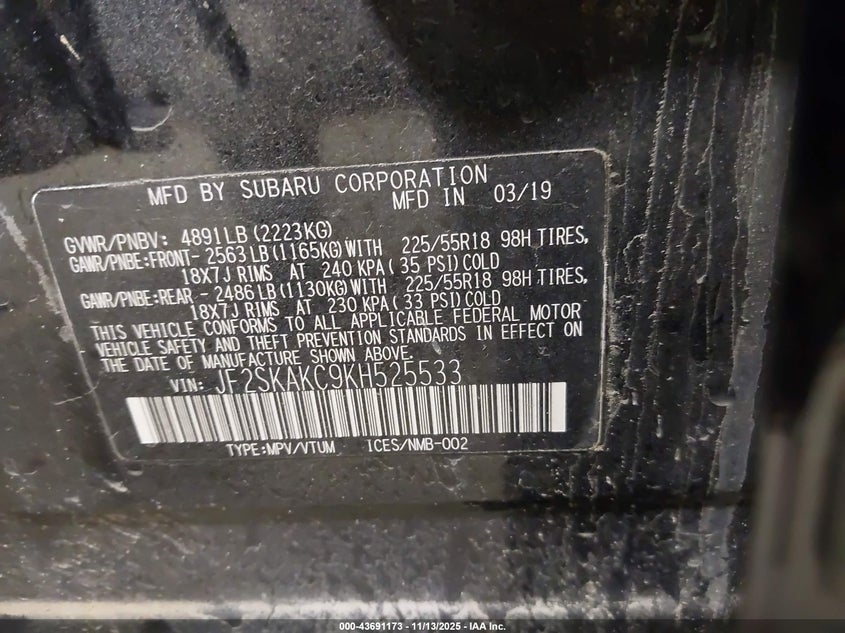 MFD BY SUBARU CORPORATION
MFD IN 03/19
GVWR/PNBV: 4891LB (2223KG)
GAWR/PNBE:FRONT- 2563LB(1165KG)WITH 225/55R18 98H TIRES,
18X7J RIMS AT 240 KPA(35 PSI)COLD
GAWR/PNBE:REAR - 2486LB(1130KG)WITH 225/55R18 98H TIRES,
18X7J RIMS AT 230 KPA(33 PSI)COLD
THIS VEHICLE CONFORMS TO ALL APPLICABLE FEDERAL MOTOR
VEHICLE SAFETY AND THEFT PREVENTION STANDARDS IN EFFECT ON
THE DATE OF MANUFACTURE SHOWN ABOVE.
VIN: JF2SKAKC9KH525533
TYPE:MPV/VTUM ICES/NMB-002
000-43691173 - 11/13/2025 - IAA Inc.